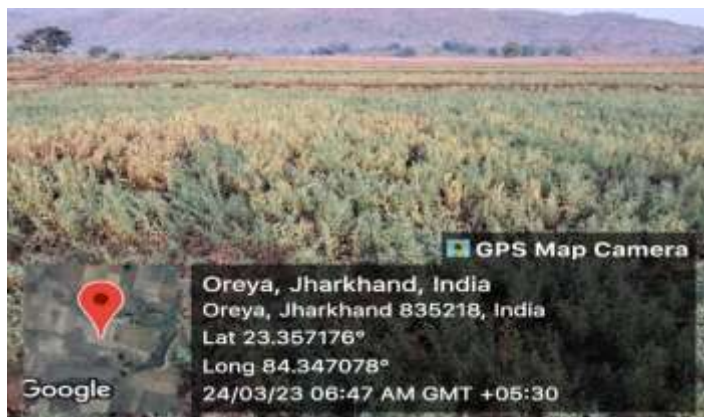 GPS Map Camera
Oreya, Jharkhand, India
Oreya, Jharkhand 835218, India
Lat 23.357176°
Long 84.347078°
24/03/23 06:47 AM GMT +05:30
Google